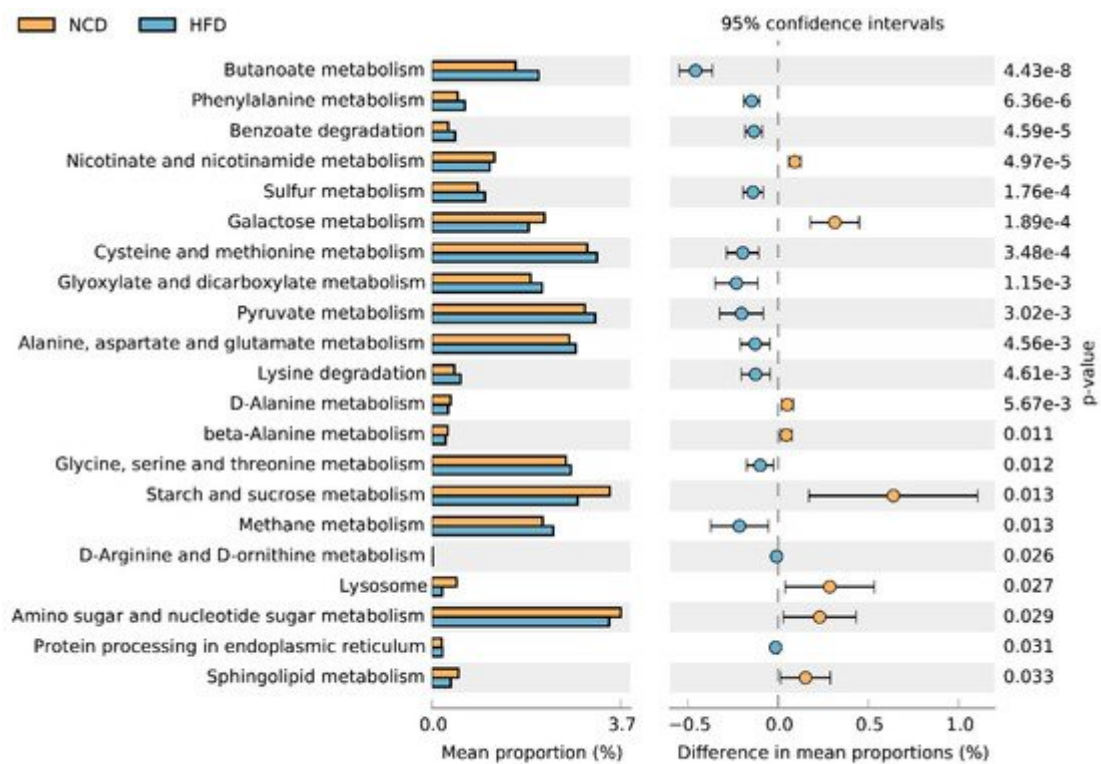 NCD HFD 95% confidence intervals
Butanoate metabolism 4.43e-8
Phenylalanine metabolism 6.36e-6
Benzoate degradation 4.59e-5
Nicotinate and nicotinamide metabolism 4.97e-5
Sulfur metabolism 1.76e-4
Galactose metabolism 1.89e-4
Cysteine and methionine metabolism 3.48e-4
Glyoxylate and dicarboxylate metabolism 1.15e-3
Pyruvate metabolism 3.02e-3
Alanine, aspartate and glutamate metabolism 4.56e-3
Lysine degradation 4.61e-3
D-Alanine metabolism 5.67e-3
beta-Alanine metabolism 0.011
Glycine, serine and threonine metabolism 0.012
Starch and sucrose metabolism 0.013
Methane metabolism 0.013
D-Arginine and D-ornithine metabolism 0.026
Lysosome 0.027
Amino sugar and nucleotide sugar metabolism 0.029
Protein processing in endoplasmic reticulum 0.031
Sphingolipid metabolism 0.033
p-value
0.0 3.7 −0.5 0.0 0.5 1.0
Mean proportion (%) Difference in mean proportions (%)